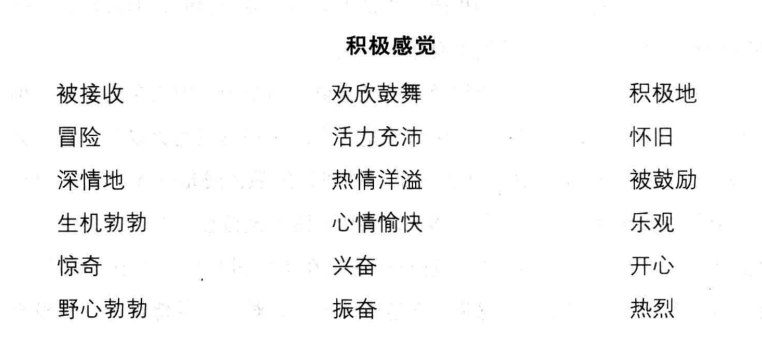 积极感觉
被接收 欢欣鼓舞 积极地
冒险 活力充沛 怀旧
深情地 热情洋溢 被鼓励
生机勃勃 心情愉快 乐观
惊奇 兴奋 开心
野心勃勃 振奋 热烈